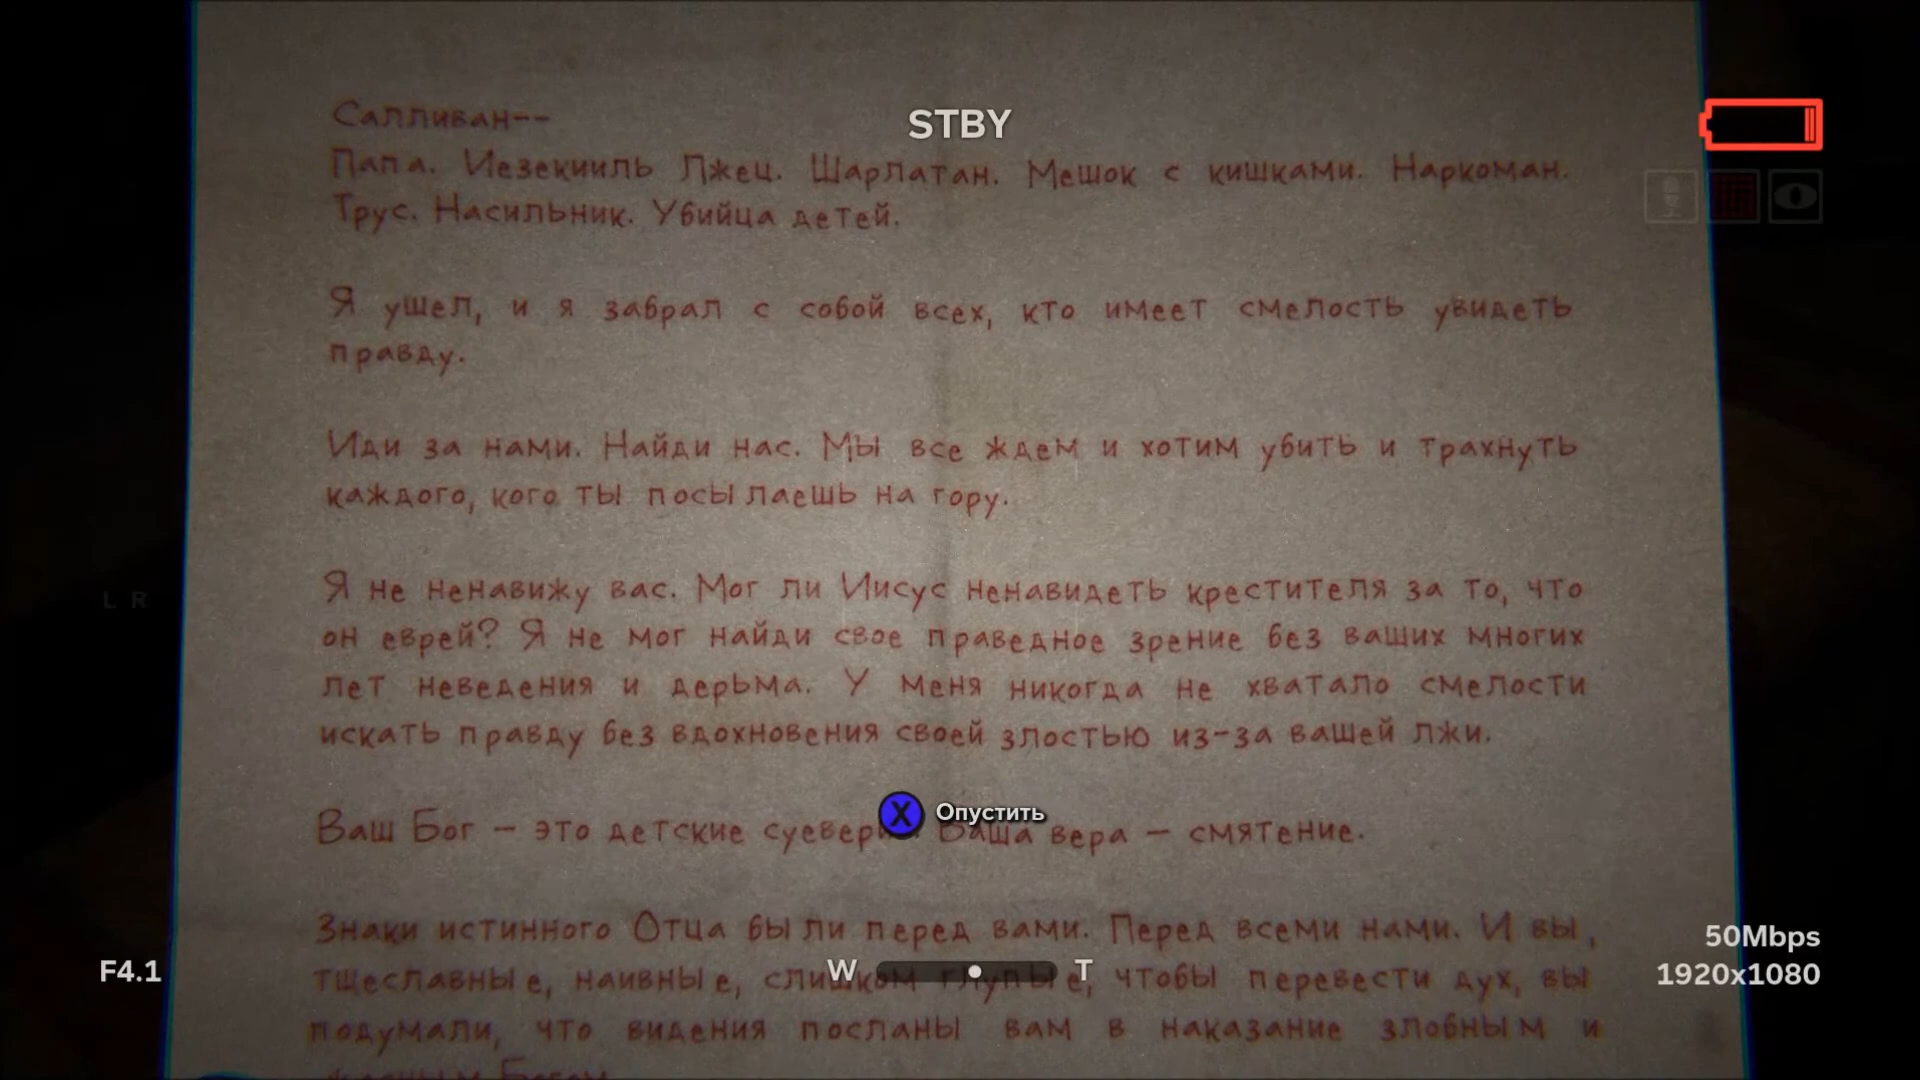 Салливан--
STBY
Папа. Иезекииль Лжец. Шарлатан. Мешок с кишками. Наркоман.
Трус. Насильник. Убийца детей.
Я ушел, и я забрал с собой всех, кто имеет смелость увидеть
правду.
Иди за нами. Найди нас. Мы все ждем и хотим убить и трахнуть
каждого, кого ты посылаешь на гору.
Я не ненавижу вас. Мог ли Иисус ненавидеть крестителя за то, что
L R
он еврей? Я не мог найди свое праведное зрение без ваших многих
лет неведения и дерьма. У меня никогда не хватало смелости
искать правду без вдохновения своей злостью из-за вашей лжи.
X Опустить
Ваш Бог – это детские Ваша вера – смятение.
Знаки истинного Отца были перед вами. Перед всеми нами. И вы,
50Mbps
F4.1
W T
1920x1080
тщеславные, наивные, слишком глупые, чтобы перевести дух, вы
подумали, что видения посланы вам в наказание злобным и
Богом